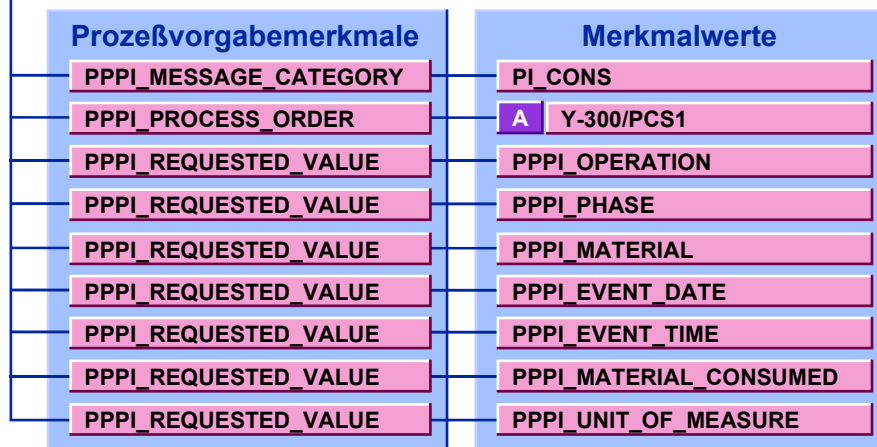 Prozeßvorgabemerkmale Merkmalwerte
PPPI_MESSAGE_CATEGORY PI_CONS
PPPI_PROCESS_ORDER A Y-300/PCS1
PPPI_REQUESTED_VALUE PPPI_OPERATION
PPPI_REQUESTED_VALUE PPPI_PHASE
PPPI_REQUESTED_VALUE PPPI_MATERIAL
PPPI_REQUESTED_VALUE PPPI_EVENT_DATE
PPPI_REQUESTED_VALUE PPPI_EVENT_TIME
PPPI_REQUESTED_VALUE PPPI_MATERIAL_CONSUMED
PPPI_REQUESTED_VALUE PPPI_UNIT_OF_MEASURE